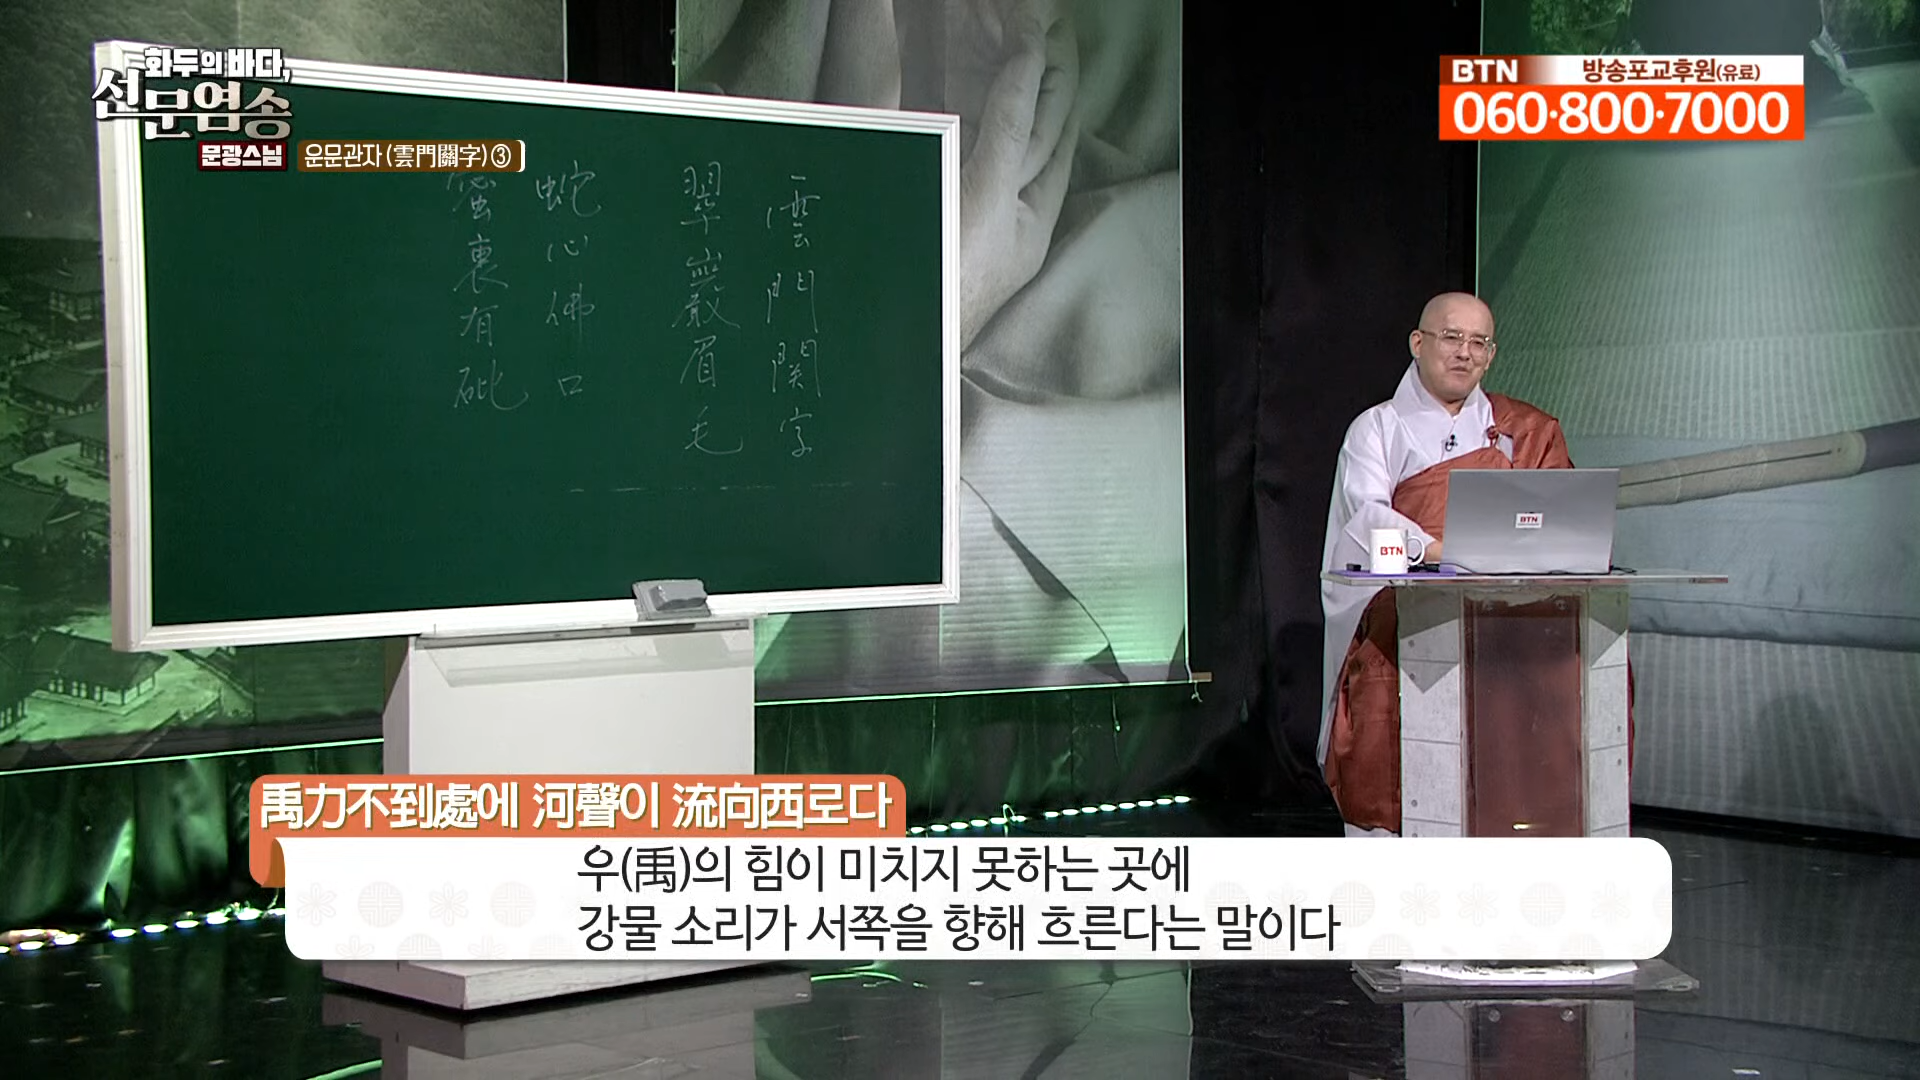 화두의 바다,
선문염송
문광스님
운문관자(雲門關字)③
BTN 방송포교후원(유료)
060·800·7000
雲門関字
翠巖眉毛
蛇心佛口
蜜裏有砒
BTN
BTN
禹力不到處에 河聲이 流向西로다
우(禹)의 힘이 미치지 못하는 곳에
강물 소리가 서쪽을 향해 흐른다는 말이다